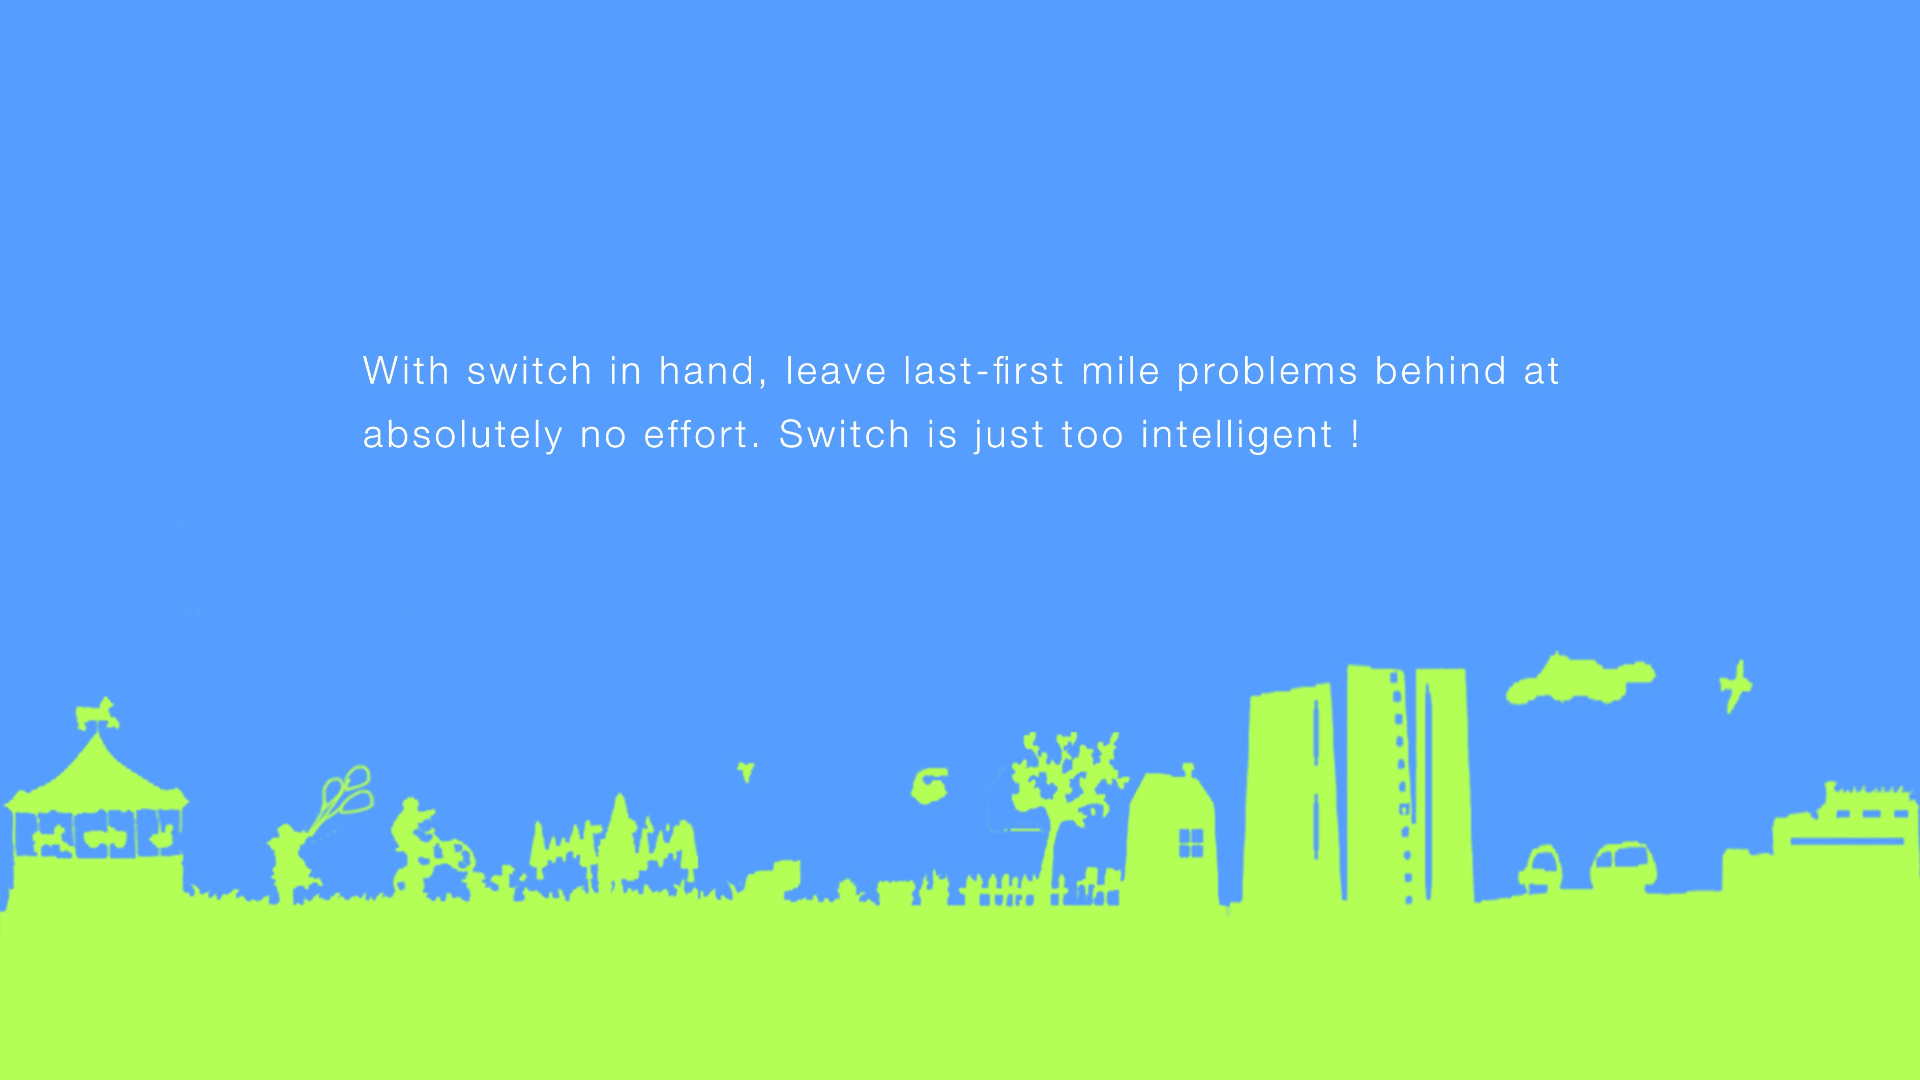 With switch in hand, leave last-first mile problems behind at
absolutely no effort. Switch is just too intelligent !